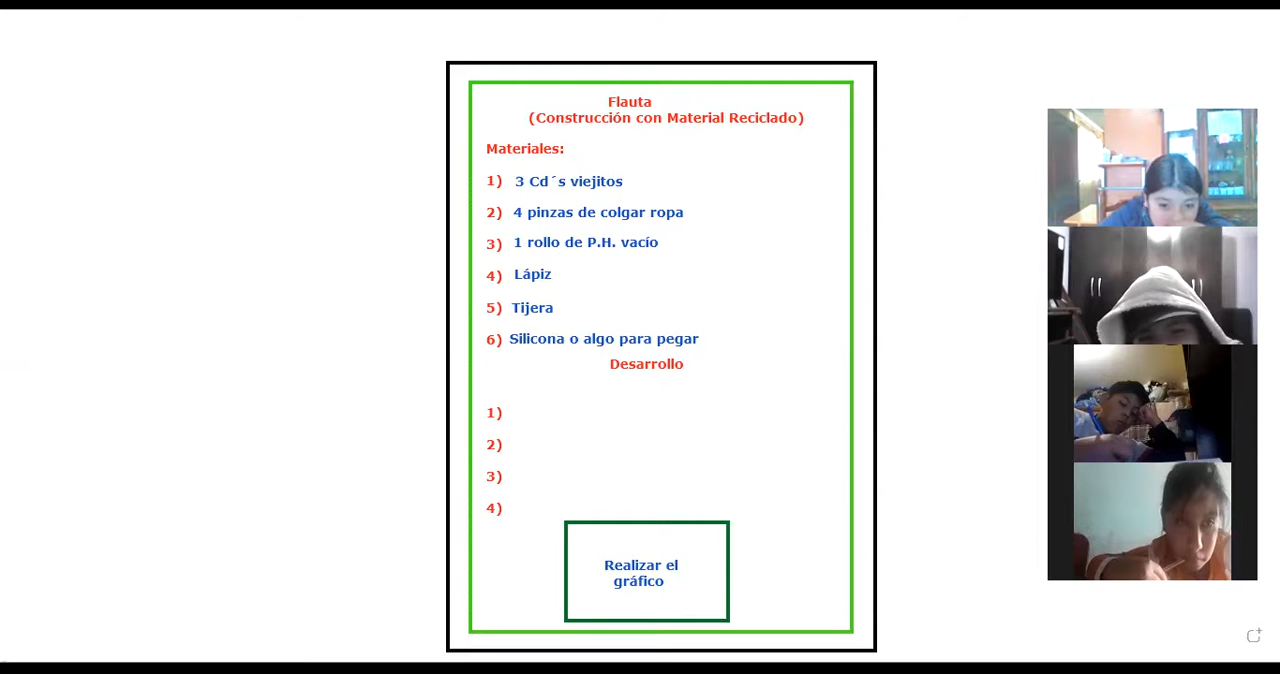 Flauta
(Construcción con Material Reciclado)
Materiales:
1) 3 Cd´s viejitos
2) 4 pinzas de colgar ropa
3) 1 rollo de P.H. vacío
4) Lápiz
5) Tijera
6) Silicona o algo para pegar
Desarrollo
1)
2)
3)
4)
Realizar el
gráfico